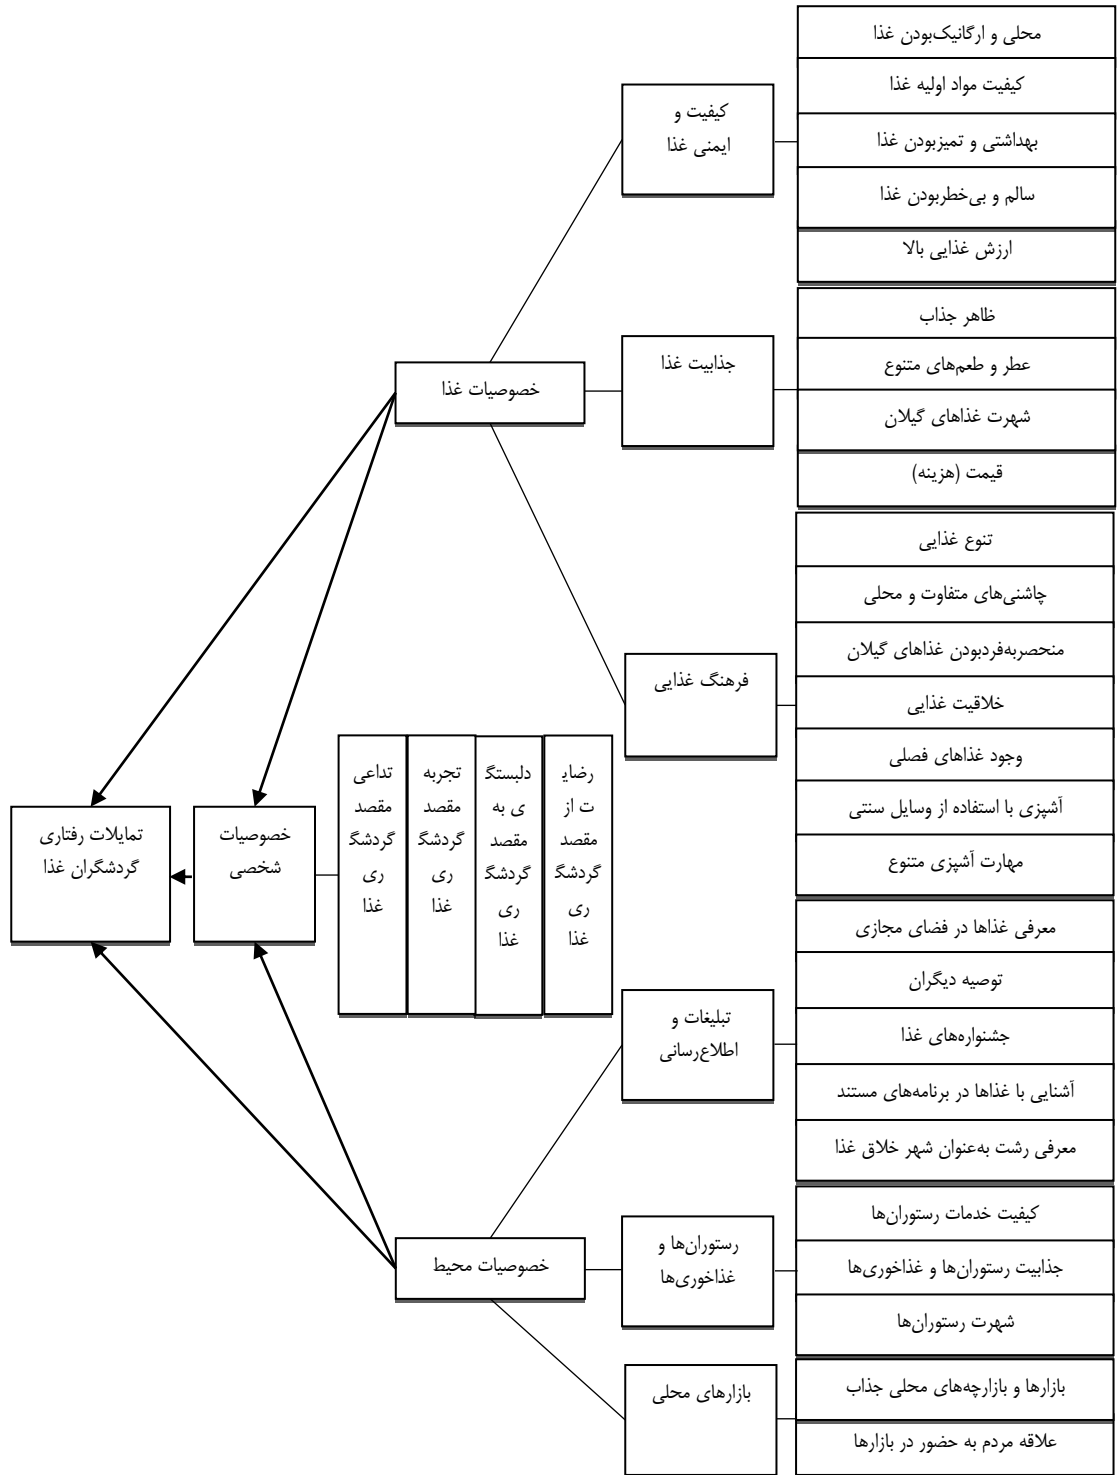 محلی و ارگانیک‌بودن غذا
کیفیت مواد اولیه غذا
بهداشتی و تمیزبودن غذا
سالم و بی‌خطربودن غذا
ارزش غذایی بالا
کیفیت و
ایمنی غذا
ظاهر جذاب
عطر و طعم‌های متنوع
شهرت غذاهای گیلان
قیمت (هزینه)
جذابیت غذا
خصوصیات غذا
تنوع غذایی
چاشنی‌های متفاوت و محلی
منحصربه‌فردبودن غذاهای گیلان
خلاقیت غذایی
وجود غذاهای فصلی
آشپزی با استفاده از وسایل سنتی
مهارت آشپزی متنوع
فرهنگ غذایی
رضای
ت از
مقصد
گردشگ
ری
غذا
دلبستگ
ی به
مقصد
گردشگ
ری
غذا
تجربه
مقصد
گردشگ
ری
غذا
تداعی
مقصد
گردشگ
ری
غذا
خصوصیات
شخصی
تمایلات رفتاری
گردشگران غذا
معرفی غذاها در فضای مجازی
توصیه دیگران
جشنواره‌های غذا
آشنایی با غذاها در برنامه‌های مستند
معرفی رشت به‌عنوان شهر خلاق غذا
تبلیغات و
اطلاع‌رسانی
کیفیت خدمات رستوران‌ها
جذابیت رستوران‌ها و غذاخوری‌ها
شهرت رستوران‌ها
رستوران‌ها و
غذاخوری‌ها
خصوصیات محیط
بازارها و بازارچه‌های محلی جذاب
علاقه مردم به حضور در بازارها
بازارهای محلی